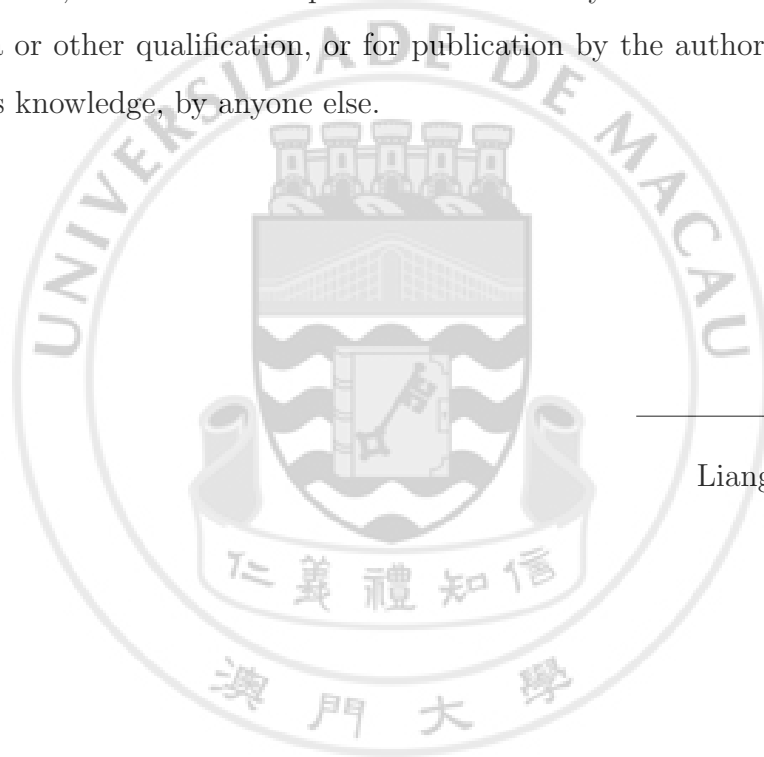 or other qualification, or for publication by the author
knowledge, by anyone else.
UNIVERSIDADE DE MACAU
Liang
仁義禮知信
澳門大學